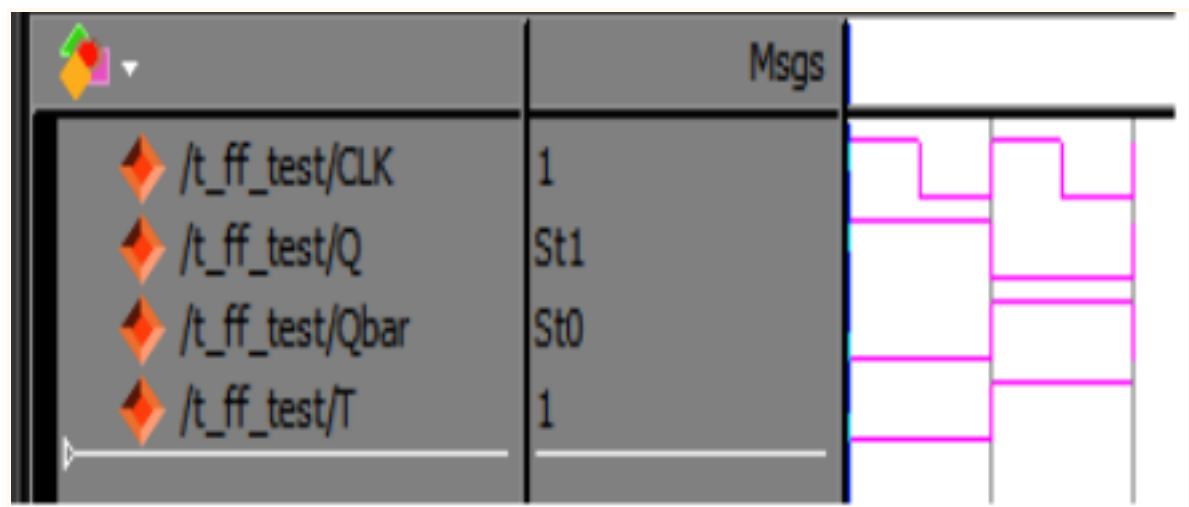 Msgs
/t_ff_test/CLK 1
/t_ff_test/Q St1
/t_ff_test/Qbar St0
/t_ff_test/T 1